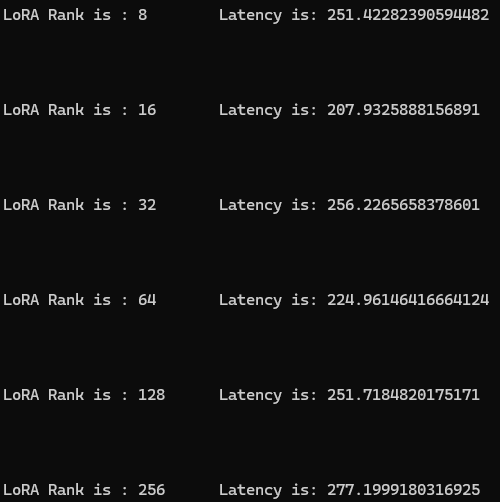 LoRA Rank is : 8 Latency is: 251.42282390594482
LoRA Rank is : 16 Latency is: 207.9325888156891
LoRA Rank is : 32 Latency is: 256.2265658378601
LoRA Rank is : 64 Latency is: 224.96146416664124
LoRA Rank is : 128 Latency is: 251.7184820175171
LoRA Rank is : 256 Latency is: 277.1999180316925